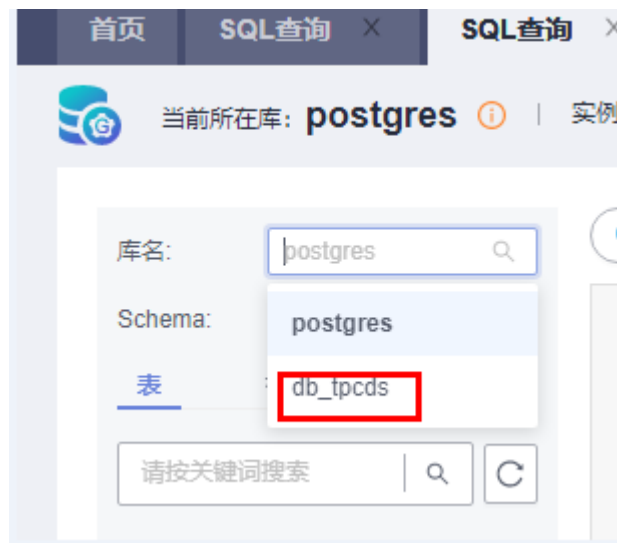 首页 SQL查询 × SQL查询 ×
当前所在库: postgres | 实例
库名: postgres
Schema: postgres
表 db_tpcds
请按关键词搜索